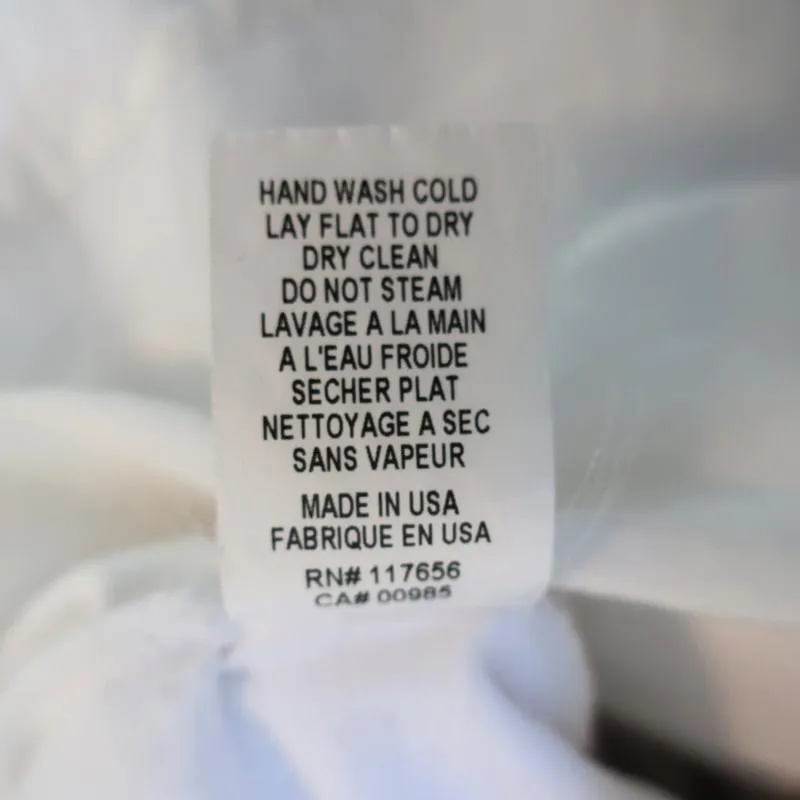 HAND WASH COLD
LAY FLAT TO DRY
DRY CLEAN
DO NOT STEAM
LAVAGE A LA MAIN
A L'EAU FROIDE
SECHER PLAT
NETTOYAGE A SEC
SANS VAPEUR
MADE IN USA
FABRIQUE EN USA
RN# 117656
CA# 00985